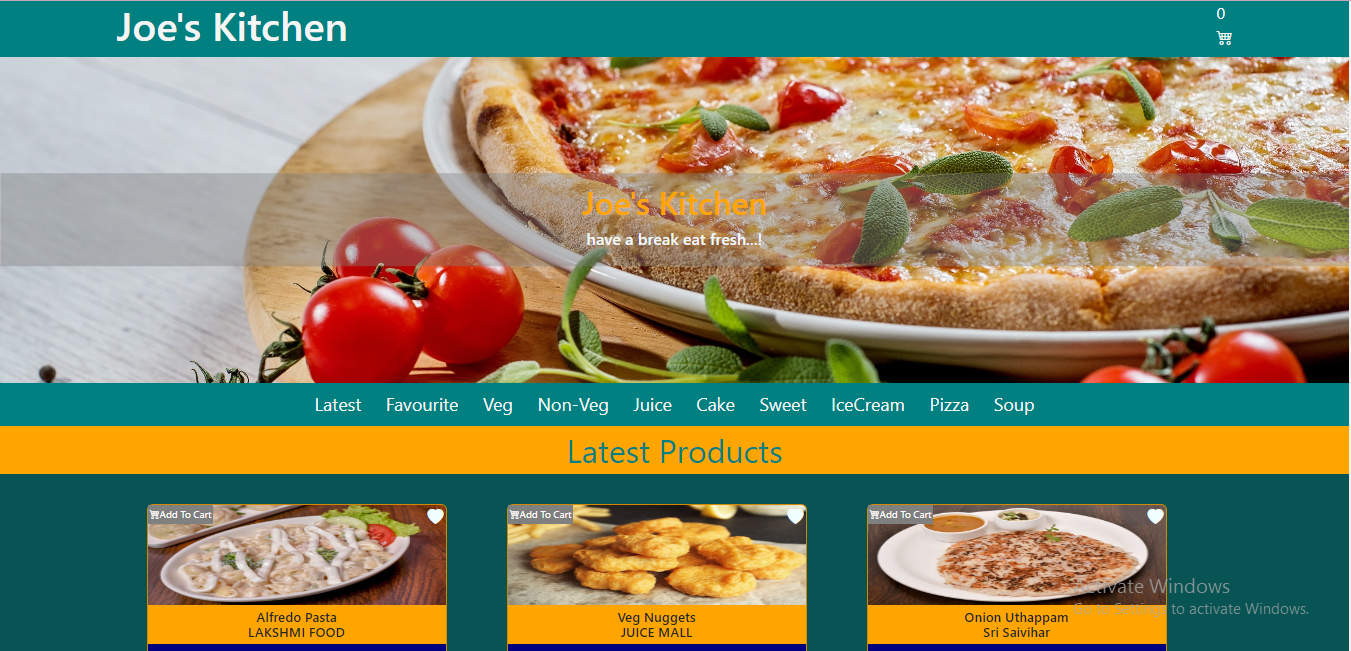 Joe's Kitchen
0
Joe's Kitchen
have a break eat fresh...!
Latest Favourite Veg Non-Veg Juice Cake Sweet IceCream Pizza Soup
Latest Products
Add To Cart
Add To Cart
Add To Cart
Alfredo Pasta
LAKSHMI FOOD
Veg Nuggets
JUICE MALL
Onion Uthappam
Sri Saivihar
Activate Windows
Go to Settings to activate Windows.